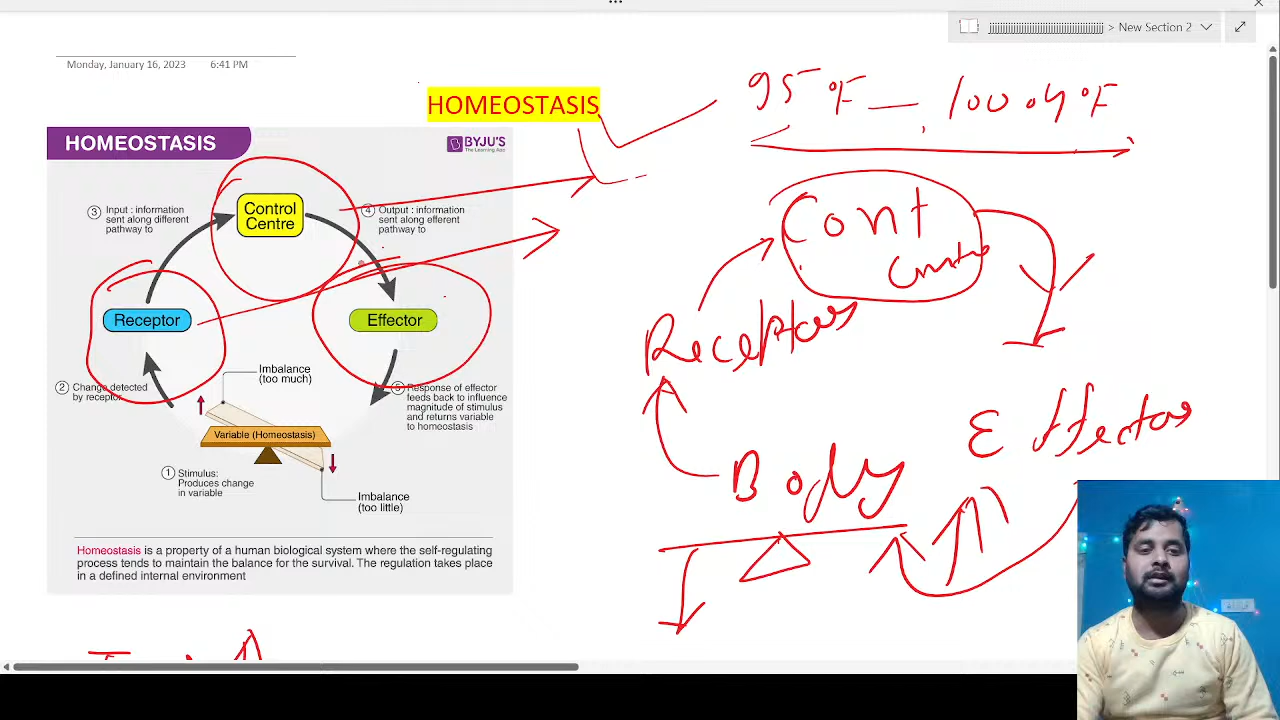 jjjjjjjjjjjjjjjjjjjjjjjjjjjjjjjjjjjjjj > New Section 2
Monday, January 16, 2023 6:41 PM
HOMEOSTASIS
95°F — 100.04°F
HOMEOSTASIS
BYJU'S
The Learning App
Control
Centre
3 Input : information
sent along different
pathway to
4 Output : information
sent along efferent
pathway to
Receptor
Effector
2 Change detected
by receptor
Imbalance
(too much)
5 Response of effector
feeds back to influence
magnitude of stimulus
and returns variable
to homeostasis
Variable (Homeostasis)
1 Stimulus:
Produces change
in variable
Imbalance
(too little)
Homeostasis is a property of a human biological system where the self-regulating
process tends to maintain the balance for the survival. The regulation takes place
in a defined internal environment
Cont
Receptors
Effectors
Body